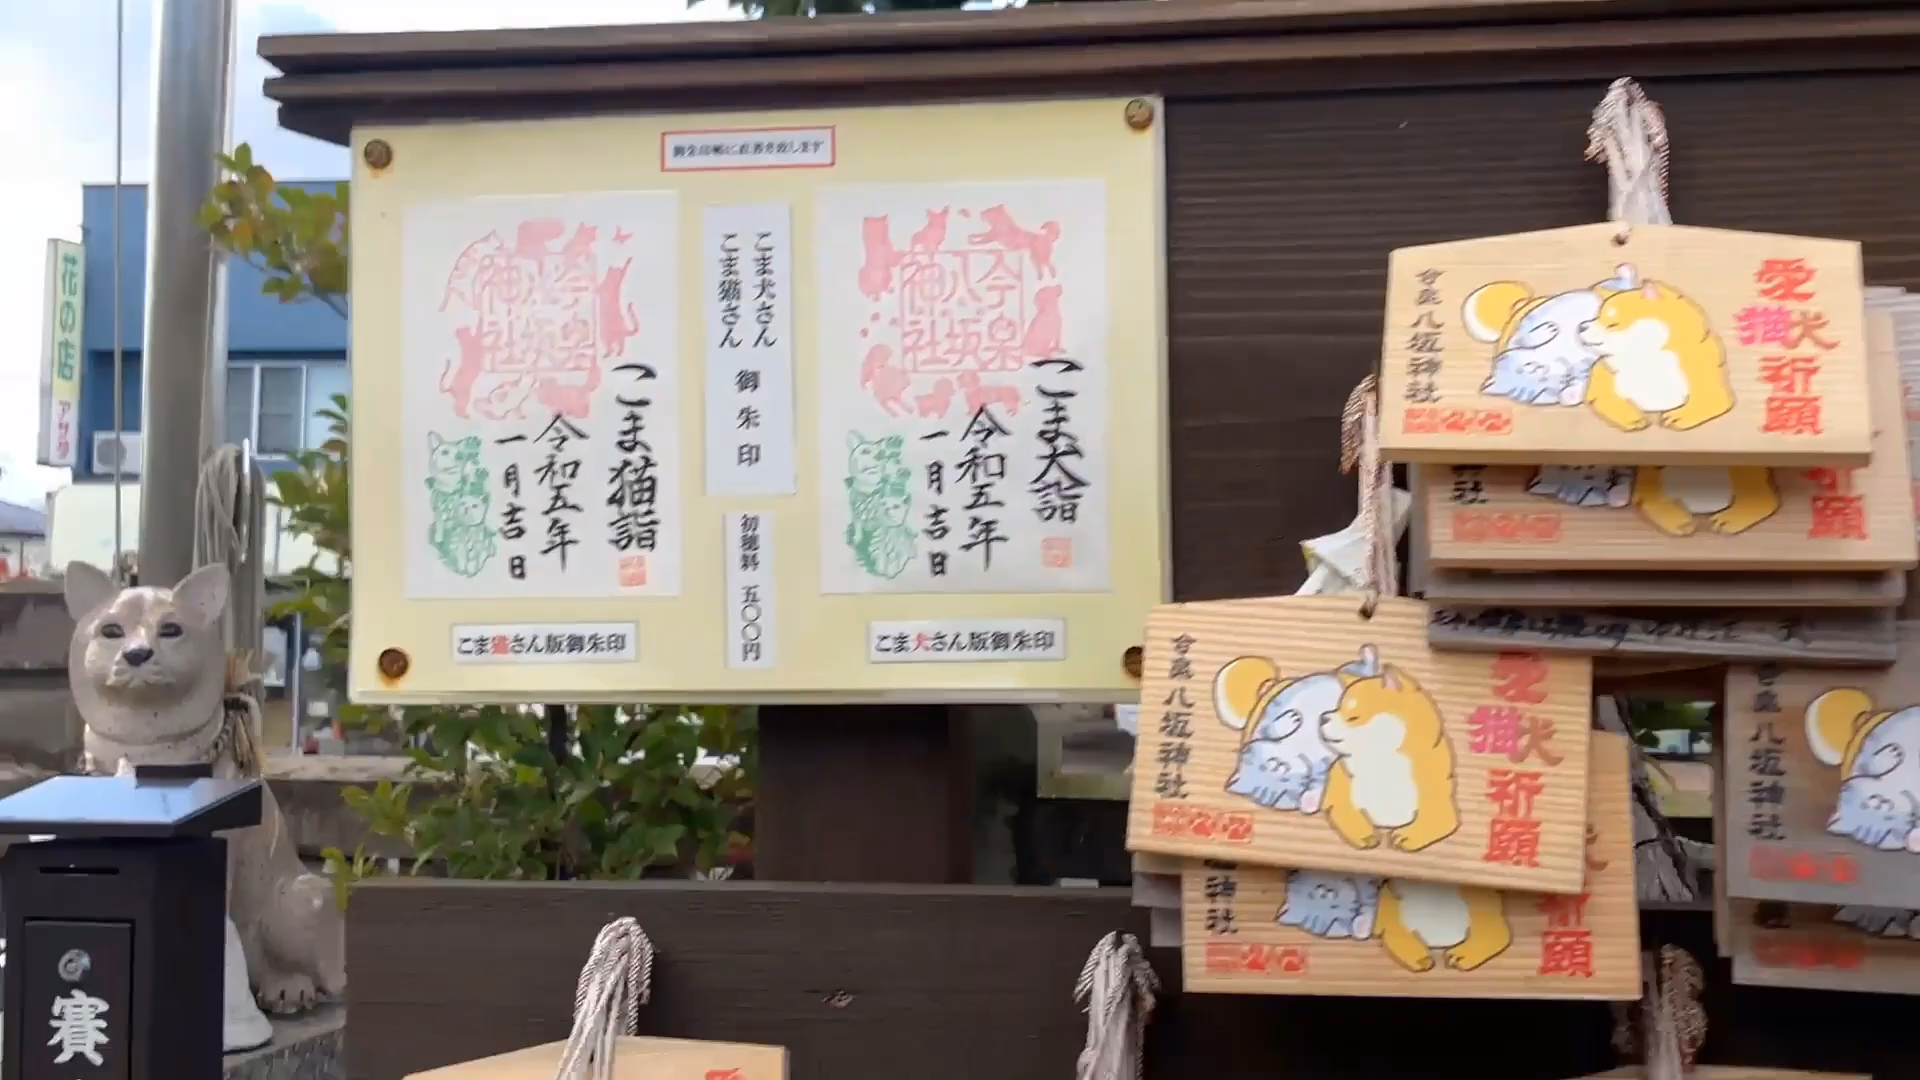 花の店
アサノ
御朱印帳に直書き致します
今泉
八坂
神社
こま猫詣
令和五年
一月吉日
こま猫さん版御朱印
こま犬さん
こま猫さん
御朱印
初穂料 五〇〇円
今泉
八坂
神社
こま犬詣
令和五年
一月吉日
こま犬さん版御朱印
愛
猫犬
祈願
今泉八坂神社
祈願
社
愛
猫犬
祈願
今泉八坂神社
祈願
神社
今泉八坂神社
賽